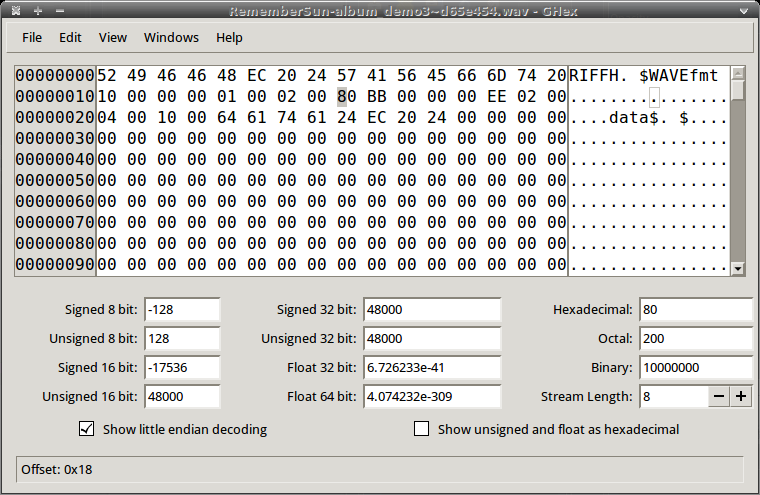 RememberSun-album_demo3~d65e454.wav - GHex
File Edit View Windows Help
00000000 52 49 46 46 48 EC 20 24 57 41 56 45 66 6D 74 20 RIFFH. $WAVEfmt
00000010 10 00 00 00 01 00 02 00 80 BB 00 00 00 EE 02 00 ................
00000020 04 00 10 00 64 61 74 61 24 EC 20 24 00 00 00 00 ....data$. $....
00000030 00 00 00 00 00 00 00 00 00 00 00 00 00 00 00 00 ................
00000040 00 00 00 00 00 00 00 00 00 00 00 00 00 00 00 00 ................
00000050 00 00 00 00 00 00 00 00 00 00 00 00 00 00 00 00 ................
00000060 00 00 00 00 00 00 00 00 00 00 00 00 00 00 00 00 ................
00000070 00 00 00 00 00 00 00 00 00 00 00 00 00 00 00 00 ................
00000080 00 00 00 00 00 00 00 00 00 00 00 00 00 00 00 00 ................
00000090 00 00 00 00 00 00 00 00 00 00 00 00 00 00 00 00 ................
Signed 8 bit: -128 Signed 32 bit: 48000 Hexadecimal: 80
Unsigned 8 bit: 128 Unsigned 32 bit: 48000 Octal: 200
Signed 16 bit: -17536 Float 32 bit: 6.726233e-41 Binary: 10000000
Unsigned 16 bit: 48000 Float 64 bit: 4.074232e-309 Stream Length: 8
Show little endian decoding Show unsigned and float as hexadecimal
Offset: 0x18